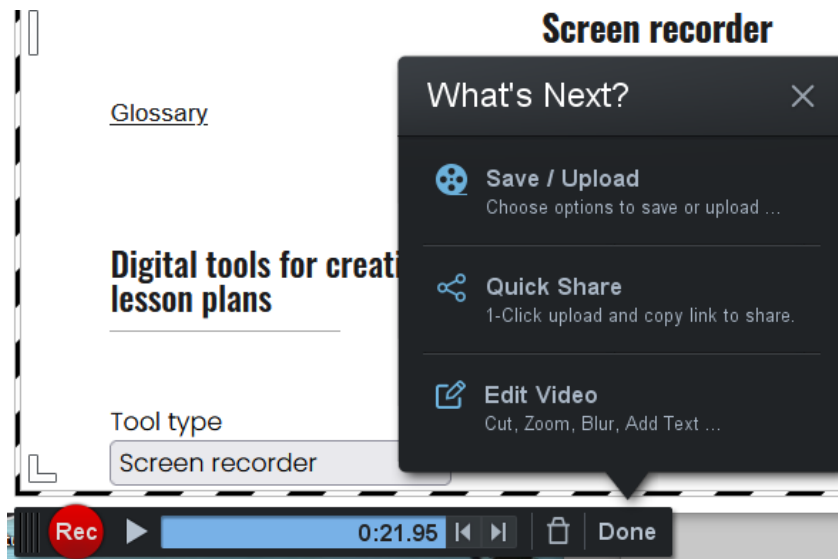 Screen recorder
Glossary
Digital tools for creati
lesson plans
Tool type
Screen recorder
What's Next?
Save / Upload
Choose options to save or upload ...
Quick Share
1-Click upload and copy link to share.
Edit Video
Cut, Zoom, Blur, Add Text ...
Rec 0:21.95 Done